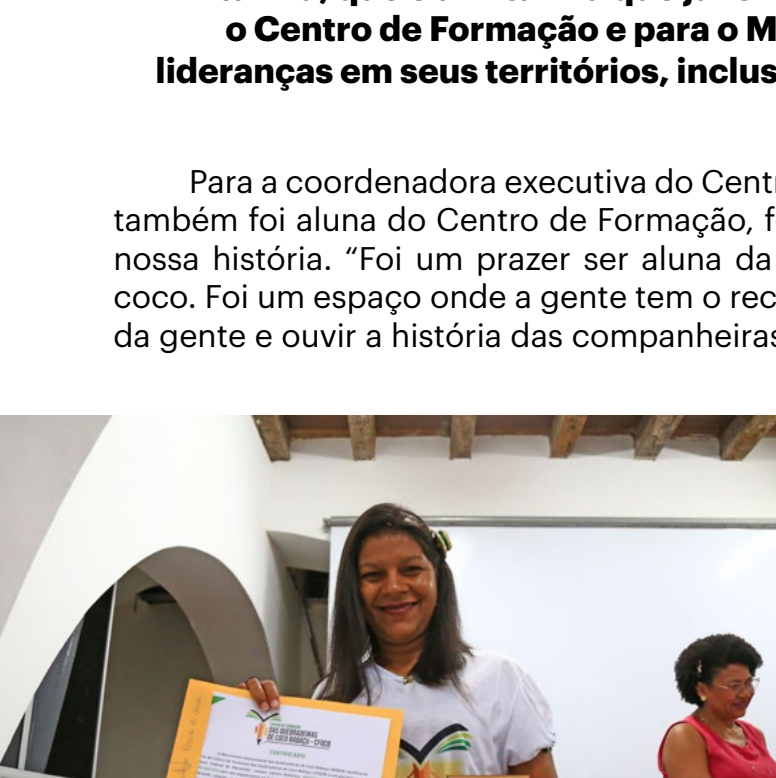 o Centro de Formação e para o M
lideranças em seus territórios, inclus
Para a coordenadora executiva do Cent
também foi aluna do Centro de Formação, f
nossa história. “Foi um prazer ser aluna da
coco. Foi um espaço onde a gente tem o rec
da gente e ouvir a história das companheiras
DAS QUEBRADEIRAS
DE COCO BABAÇU - CFQCB
CERTIFICADO